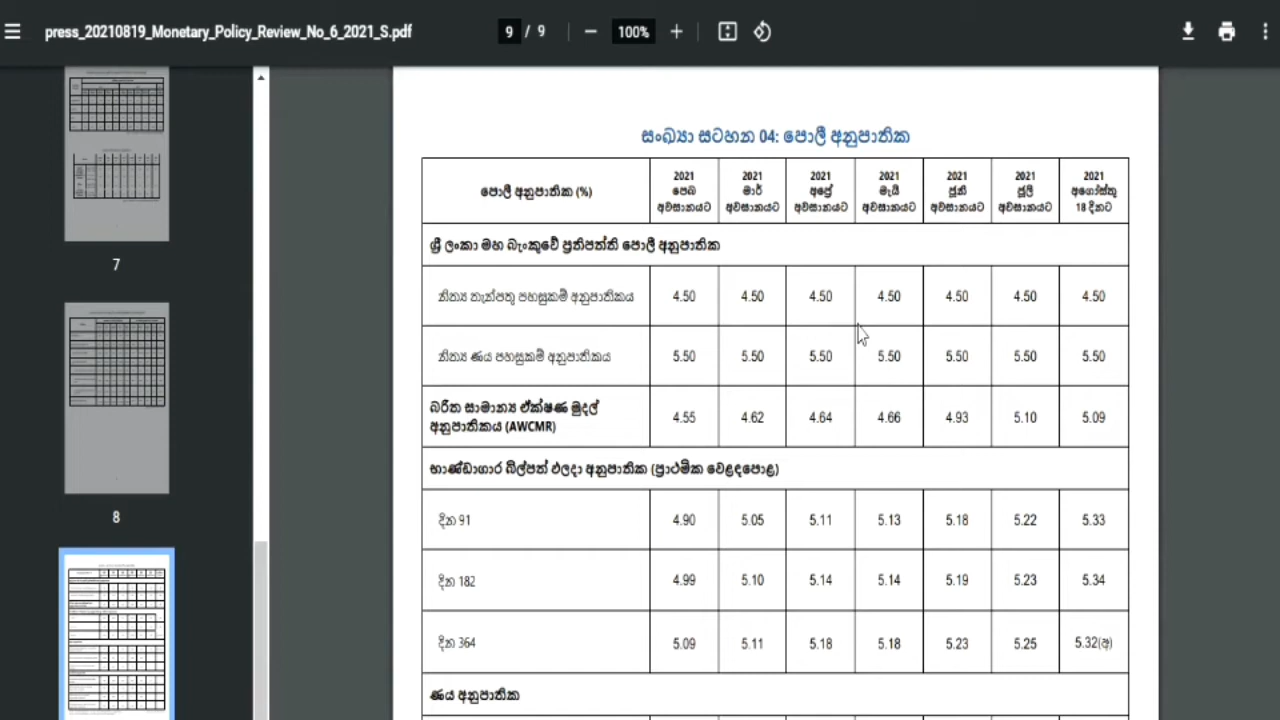 press_20210819_Monetary_Policy_Review_No_6_2021_S.pdf
9 / 9
100%
7
8
සංඛ්‍යා සටහන 04: පොලී අනුපාතික
පොලී අනුපාතික (%) 2021 පෙබ අවසානයට 2021 මාර් අවසානයට 2021 අප්‍රේ අවසානයට 2021 මැයි අවසානයට 2021 ජූනි අවසානයට 2021 ජූලි අවසානයට 2021 අගෝස්තු 18 දිනට
ශ්‍රී ලංකා මහ බැංකුවේ ප්‍රතිපත්ති පොලී අනුපාතික
නිත්‍ය තැන්පතු පහසුකම් අනුපාතිකය 4.50 4.50 4.50 4.50 4.50 4.50 4.50
නිත්‍ය ණය පහසුකම් අනුපාතිකය 5.50 5.50 5.50 5.50 5.50 5.50 5.50
බරිත සාමාන්‍ය ඒක්ෂණ මුදල්
අනුපාතිකය (AWCMR) 4.55 4.62 4.64 4.66 4.93 5.10 5.09
භාණ්ඩාගාර බිල්පත් ඵලදා අනුපාතික (ප්‍රාථමික වෙළඳපොළ)
දින 91 4.90 5.05 5.11 5.13 5.18 5.22 5.33
දින 182 4.99 5.10 5.14 5.14 5.19 5.23 5.34
දින 364 5.09 5.11 5.18 5.18 5.23 5.25 5.32(අ)
ණය අනුපාතික